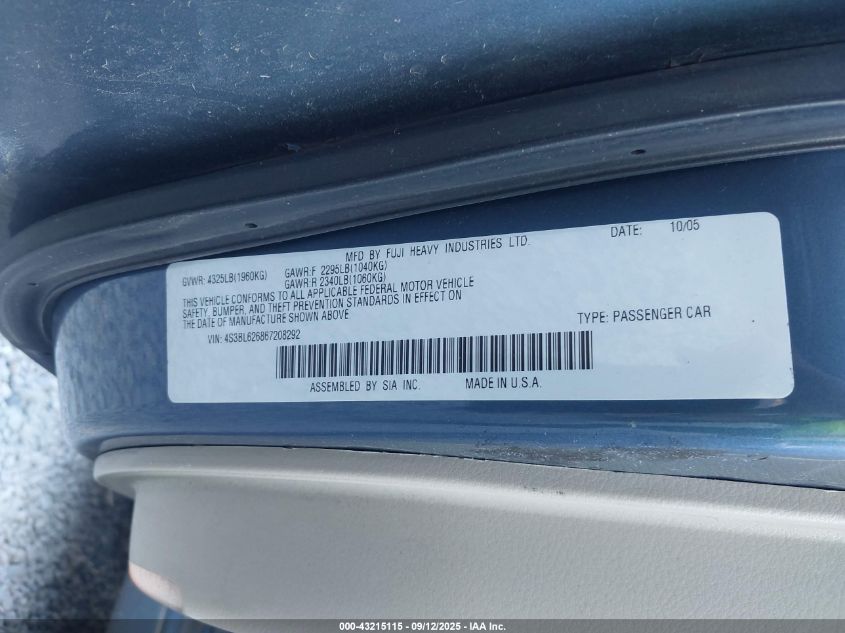 MFD BY FUJI HEAVY INDUSTRIES LTD. DATE: 10/05
GVWR: 4325LB(1960KG) GAWR:F 2295LB(1040KG)
GAWR:R 2340LB(1060KG)
THIS VEHICLE CONFORMS TO ALL APPLICABLE FEDERAL MOTOR VEHICLE
SAFETY, BUMPER, AND THEFT PREVENTION STANDARDS IN EFFECT ON
THE DATE OF MANUFACTURE SHOWN ABOVE
VIN: 4S3BL626867208292 TYPE: PASSENGER CAR
ASSEMBLED BY SIA INC. MADE IN U.S.A.
000-43215115 - 09/12/2025 - IAA Inc.